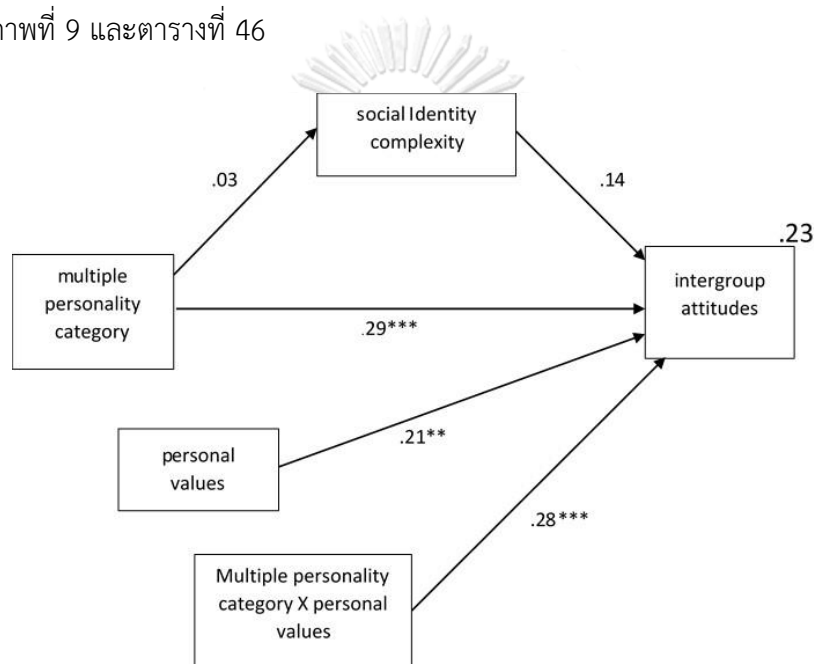 าพที่ 9 และตารางที่ 46
social Identity
complexity
.03
.14
.23
multiple
personality
category
intergroup
attitudes
.29***
.21**
personal
values
.28***
Multiple personality
category X personal
values